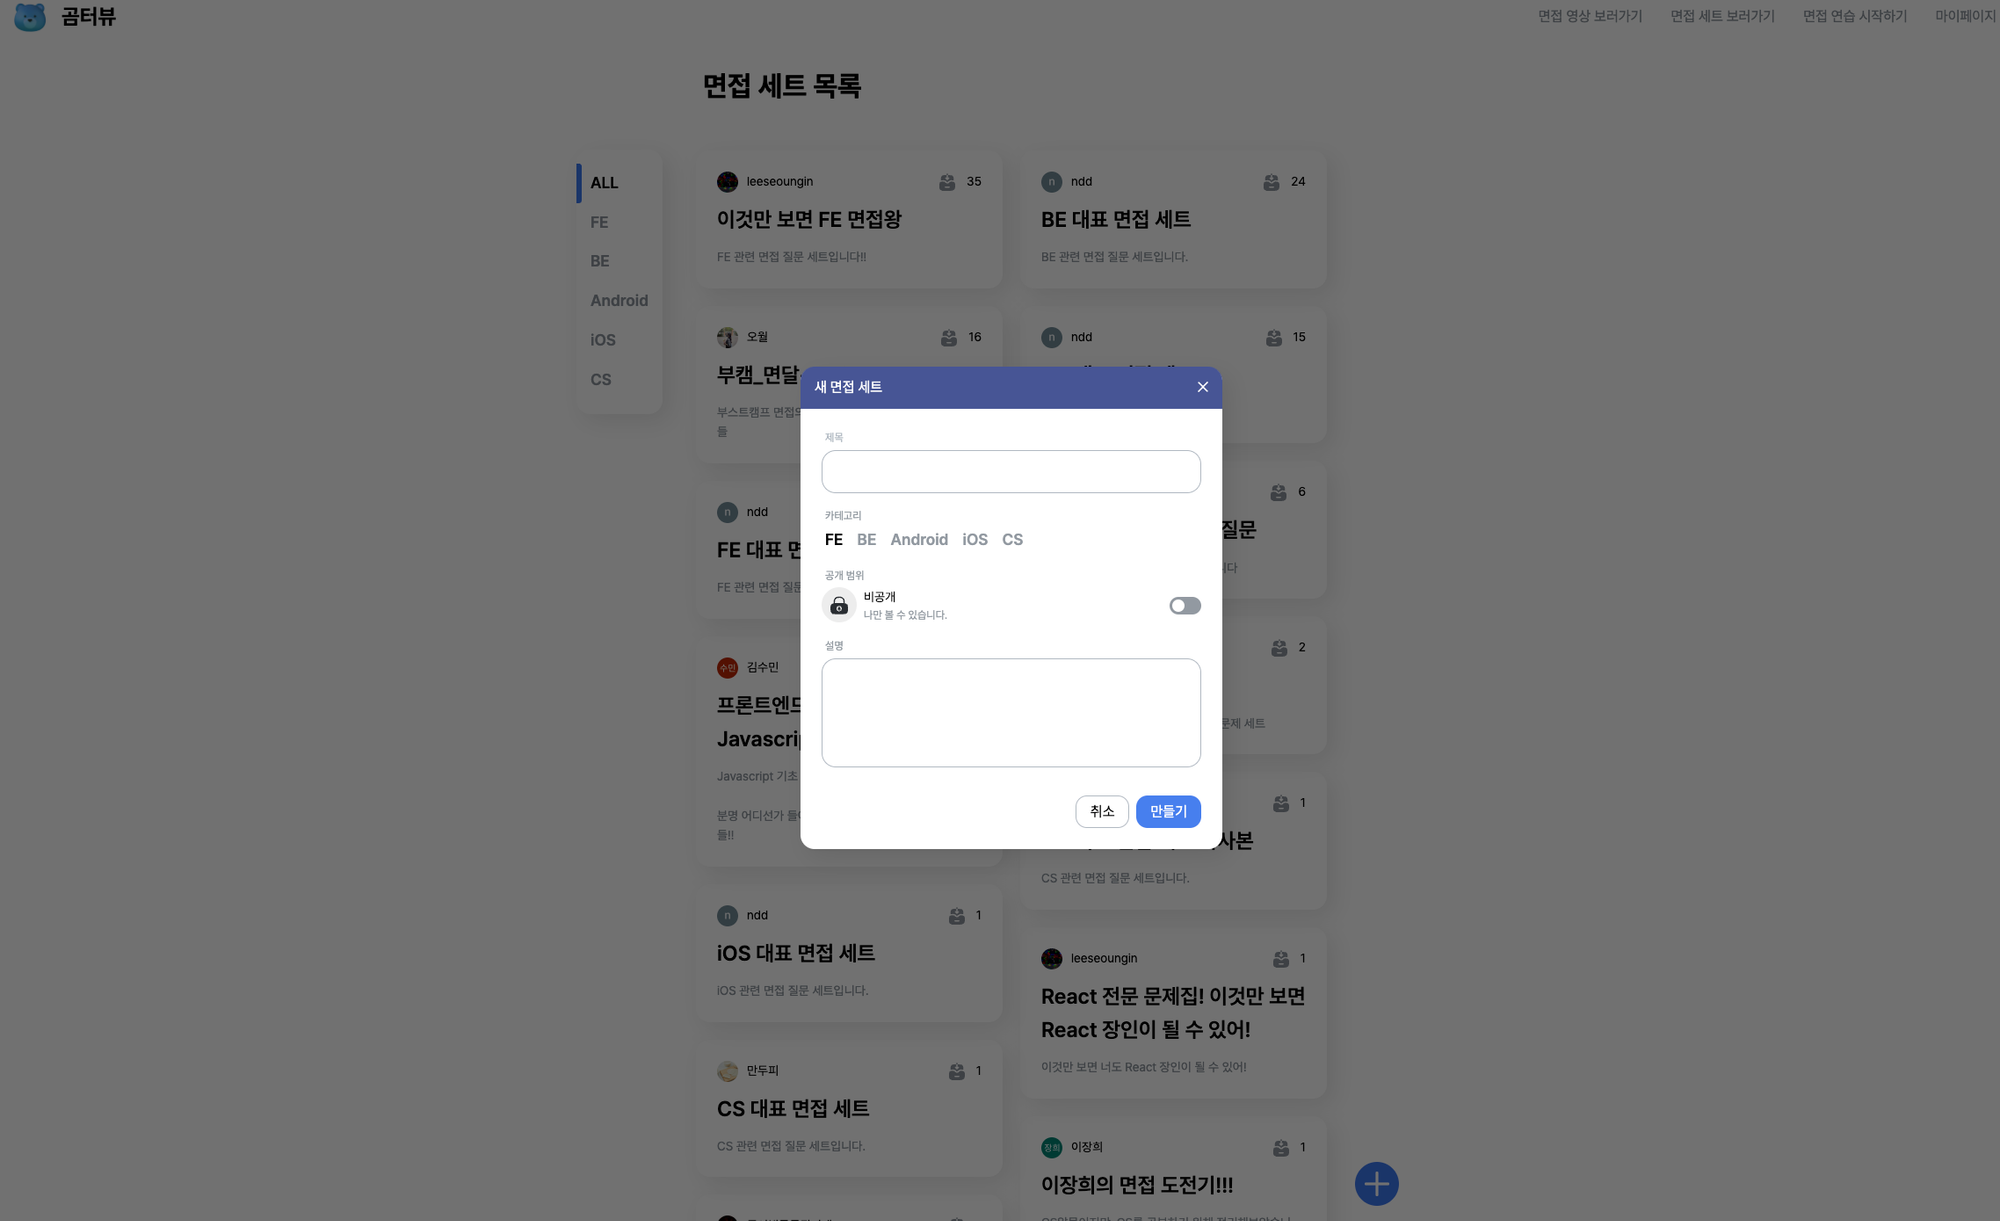 곰터뷰
면접 영상 보러가기
면접 세트 보러가기
면접 연습 시작하기
마이페이지
면접 세트 목록
ALL
FE
BE
Android
iOS
CS
leeseoungin
35
이것만 보면 FE 면접왕
FE 관련 면접 질문 세트입니다!!
n
ndd
24
BE 대표 면접 세트
BE 관련 면접 질문 세트입니다.
오월
16
부캠_면달
부스트캠프 면접
들
n
ndd
15
n
ndd
FE 대표 면
FE 관련 면접 질문
6
질문
니다
수민
김수민
프론트엔드
Javascrip
Javascript 기초
분명 어디선가 들
들!!
2
문제 세트
1
사본
CS 관련 면접 질문 세트입니다.
n
ndd
1
iOS 대표 면접 세트
iOS 관련 면접 질문 세트입니다.
leeseoungin
1
React 전문 문제집! 이것만 보면
React 장인이 될 수 있어!
이것만 보면 너도 React 장인이 될 수 있어!
만두피
1
CS 대표 면접 세트
CS 관련 면접 질문 세트입니다.
장희
이장희
1
이장희의 면접 도전기!!!
새 면접 세트
제목
카테고리
FE BE Android iOS CS
공개 범위
비공개
나만 볼 수 있습니다.
설명
취소
만들기